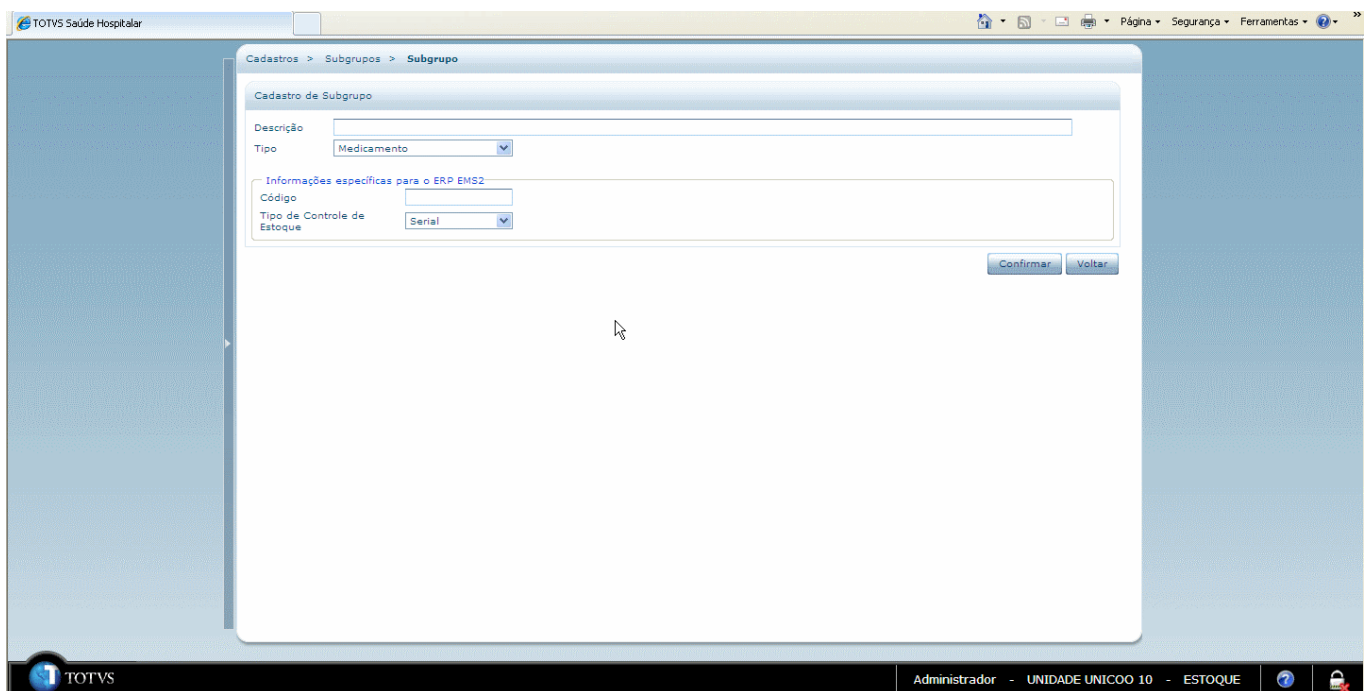 TOTVS Saúde Hospitalar
Página Segurança Ferramentas
Cadastros > Subgrupos > Subgrupo
Cadastro de Subgrupo
Descrição
Tipo Medicamento
Informações específicas para o ERP EMS2
Código
Tipo de Controle de
Estoque Serial
Confirmar Voltar
TOTVS Administrador - UNIDADE UNICOO 10 - ESTOQUE